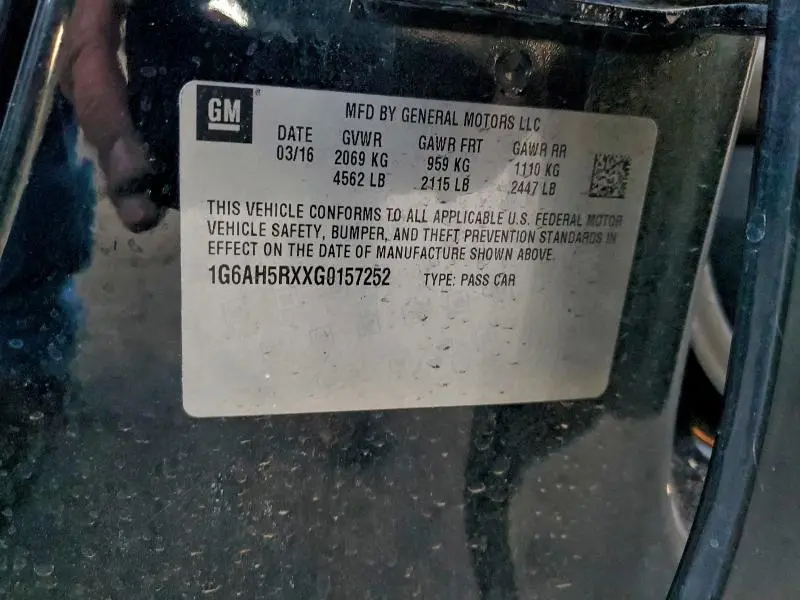 GM
MFD BY GENERAL MOTORS LLC
DATE GVWR GAWR FRT GAWR RR
03/16 2069 KG 959 KG 1110 KG
4562 LB 2115 LB 2447 LB
THIS VEHICLE CONFORMS TO ALL APPLICABLE U.S. FEDERAL MOTOR
VEHICLE SAFETY, BUMPER, AND THEFT PREVENTION STANDARDS IN
EFFECT ON THE DATE OF MANUFACTURE SHOWN ABOVE.
1G6AH5RXXG0157252 TYPE: PASS CAR